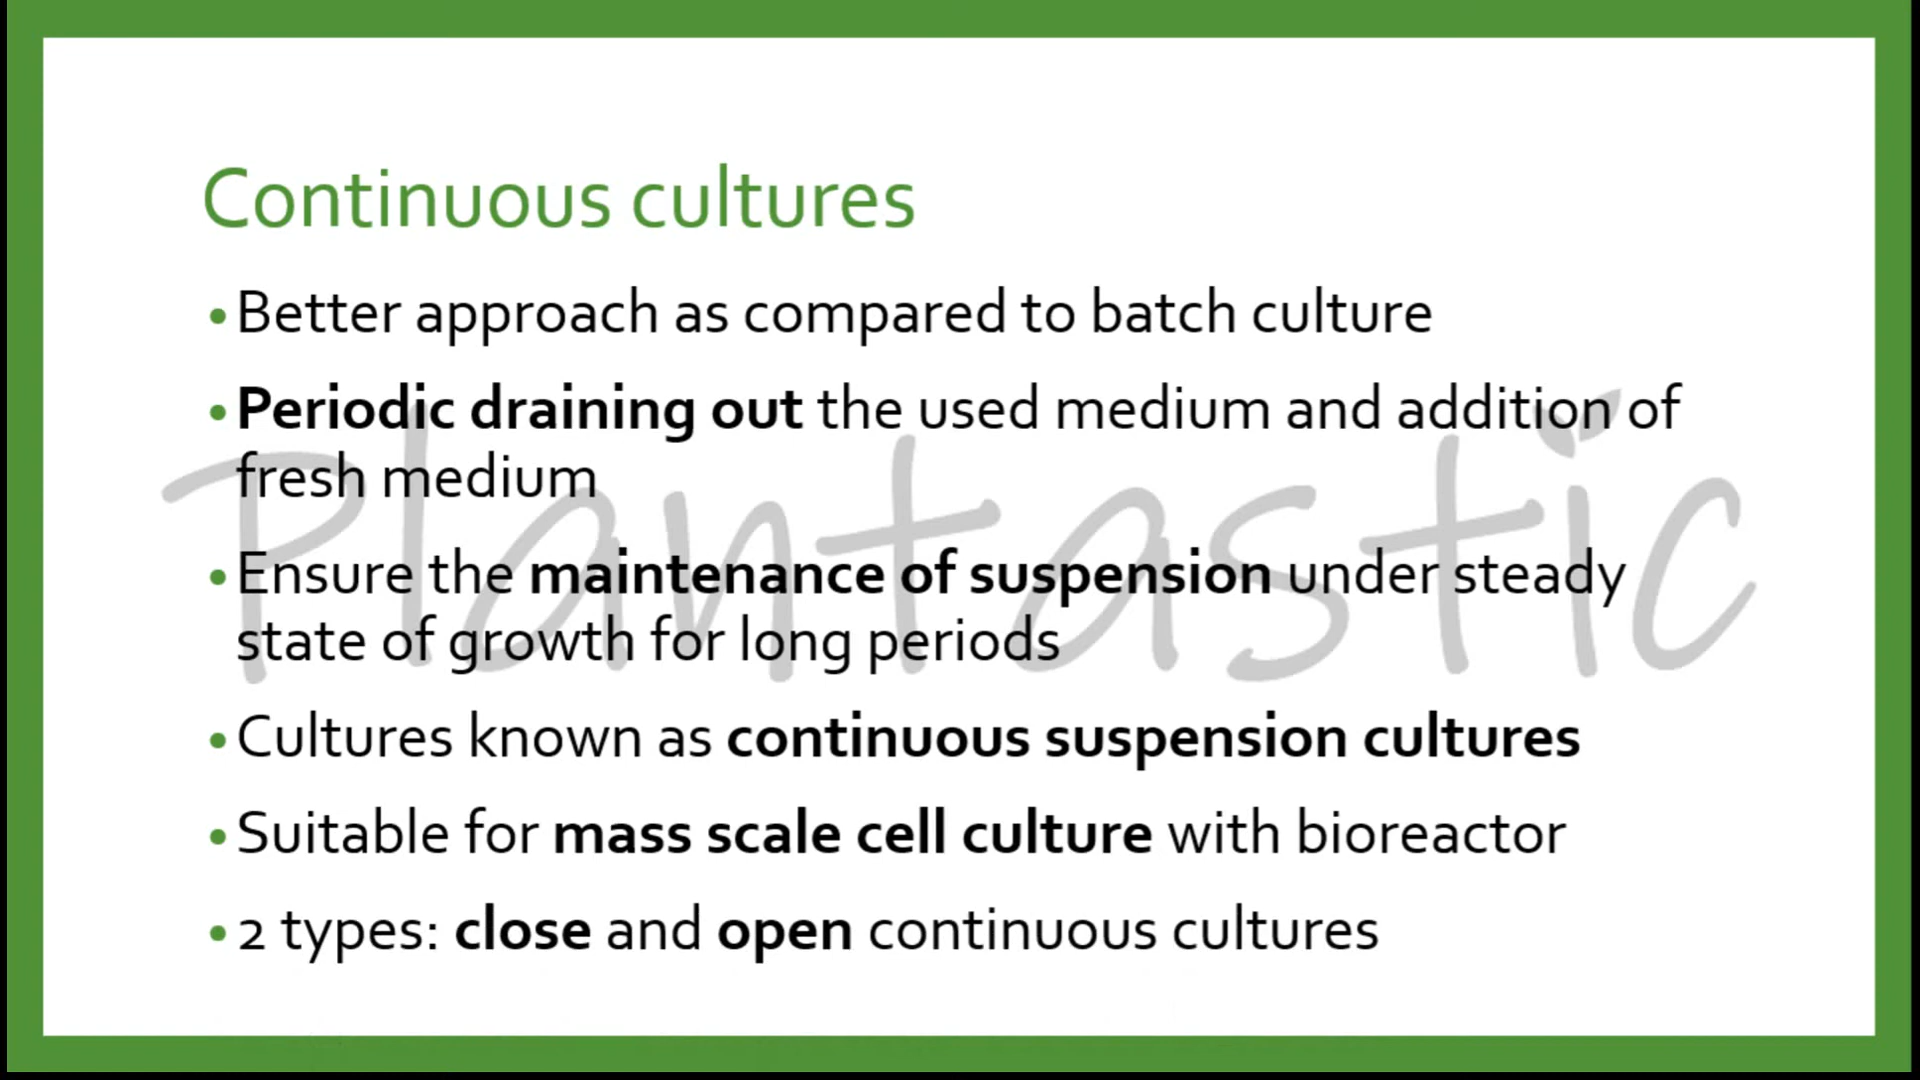 Continuous cultures
• Better approach as compared to batch culture
• Periodic draining out the used medium and addition of
fresh medium
• Ensure the maintenance of suspension under steady
state of growth for long periods
• Cultures known as continuous suspension cultures
• Suitable for mass scale cell culture with bioreactor
• 2 types: close and open continuous cultures
Plantastic